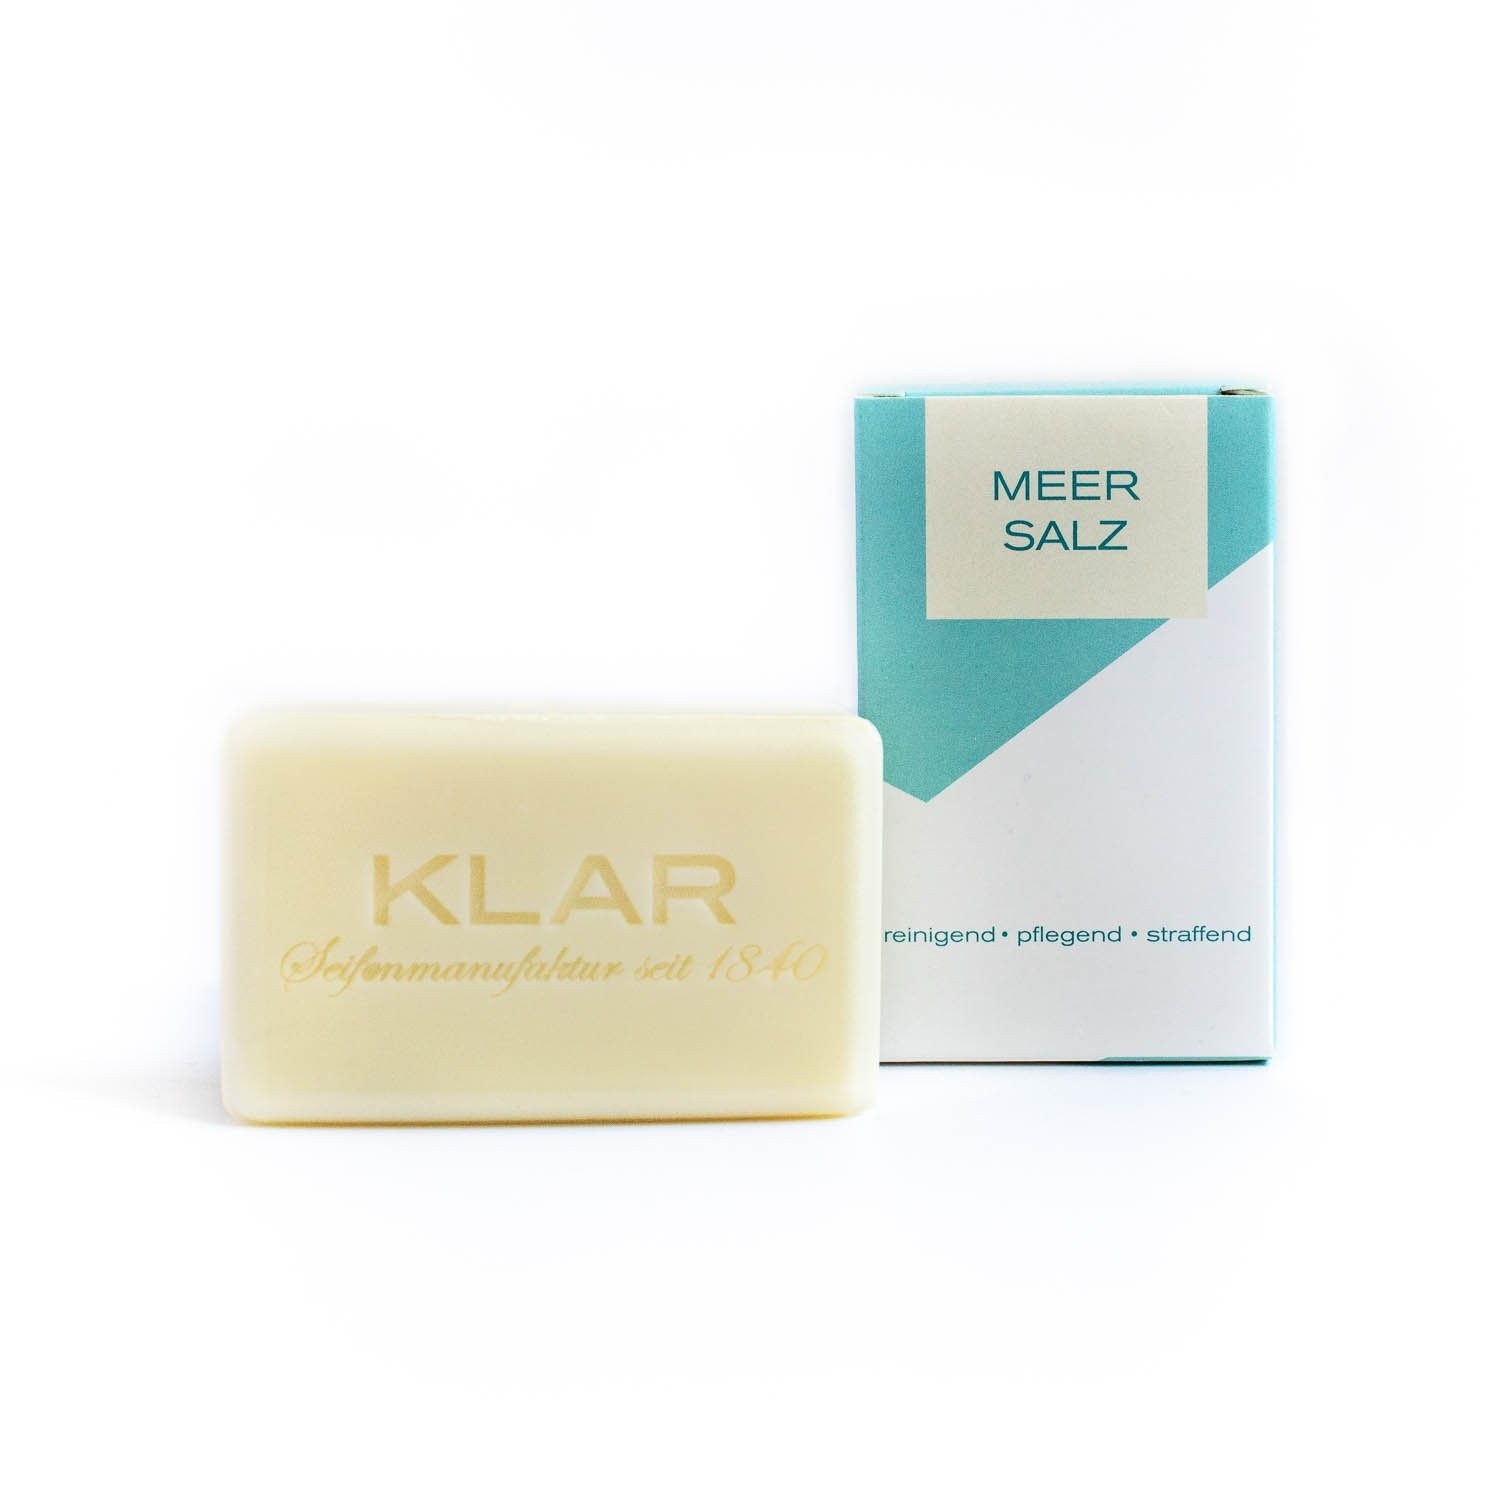 MEER
SALZ
reinigend • pflegend • straffend
KLAR
Seifenmanufaktur seit 1840